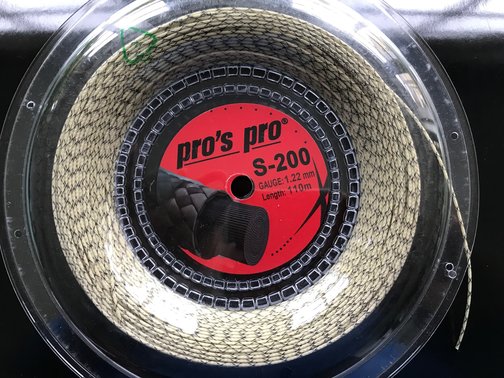 pro's pro®
S-200
GAUGE: 1.22 mm
Length: 110m